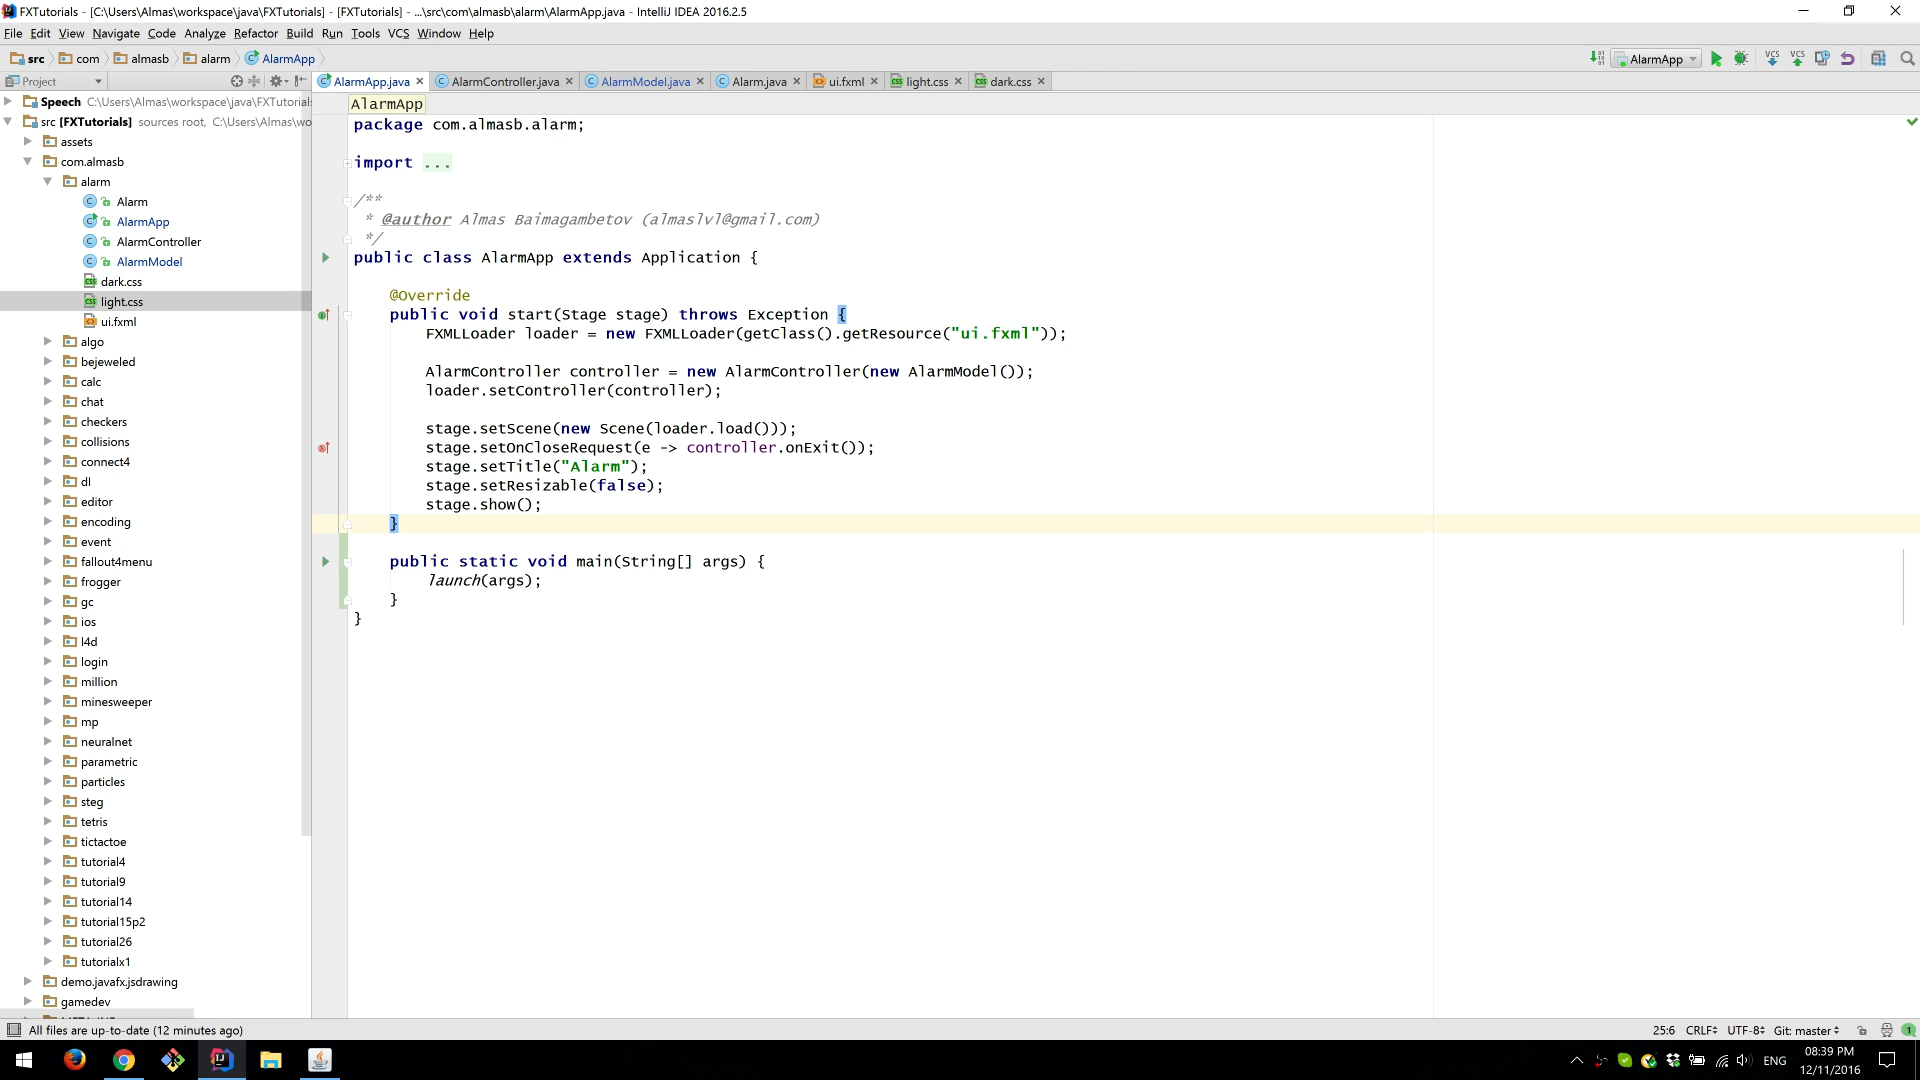 FXTutorials - [C:\Users\Almas\workspace\java\FXTutorials] - [FXTutorials] - ...\src\com\almasb\alarm\AlarmApp.java - IntelliJ IDEA 2016.2.5
File Edit View Navigate Code Analyze Refactor Build Run Tools VCS Window Help
src com almasb alarm AlarmApp
AlarmApp
VCS VCS
Project
AlarmApp.java AlarmController.java AlarmModel.java Alarm.java ui.fxml light.css dark.css
Speech C:\Users\Almas\workspace\java\FXTutorials
src [FXTutorials] sources root, C:\Users\Almas\wo
assets
com.almasb
alarm
Alarm
AlarmApp
AlarmController
AlarmModel
dark.css
light.css
ui.fxml
algo
bejeweled
calc
chat
checkers
collisions
connect4
dl
editor
encoding
event
fallout4menu
frogger
gc
ios
l4d
login
million
minesweeper
mp
neuralnet
parametric
particles
steg
tetris
tictactoe
tutorial4
tutorial9
tutorial14
tutorial15p2
tutorial26
tutorialx1
demo.javafx.jsdrawing
gamedev
AlarmApp
package com.almasb.alarm;
import ...
/**
* @author Almas Baimagambetov (almaslvl@gmail.com)
*/
public class AlarmApp extends Application {
@Override
public void start(Stage stage) throws Exception {
FXMLLoader loader = new FXMLLoader(getClass().getResource("ui.fxml"));
AlarmController controller = new AlarmController(new AlarmModel());
loader.setController(controller);
stage.setScene(new Scene(loader.load()));
stage.setOnCloseRequest(e -> controller.onExit());
stage.setTitle("Alarm");
stage.setResizable(false);
stage.show();
}
public static void main(String[] args) {
launch(args);
}
}
All files are up-to-date (12 minutes ago)
25:6 CRLF UTF-8 Git: master 1
ENG
08:39 PM
12/11/2016